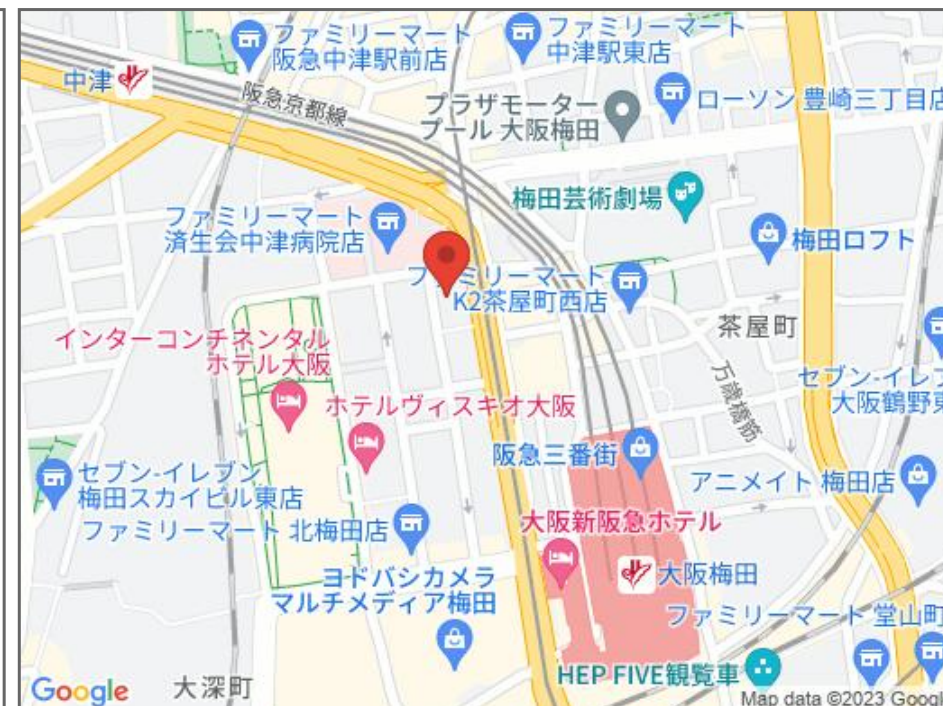 ファミリーマート
阪急中津駅前店
ファミリーマート
中津駅東店
中津
阪急京都線
プラザモーター
プール 大阪梅田
ローソン 豊崎三丁目店
梅田芸術劇場
ファミリーマート
済生会中津病院店
梅田ロフト
ファミリーマート
K2茶屋町西店
茶屋町
インターコンチネンタル
ホテル大阪
万歳橋筋
セブン-イレブ
大阪鶴野東
ホテルヴィスキオ大阪
阪急三番街
セブン-イレブン
梅田スカイビル東店
アニメイト 梅田店
ファミリーマート 北梅田店
大阪新阪急ホテル
ヨドバシカメラ
マルチメディア梅田
大阪梅田
ファミリーマート 堂山町
HEP FIVE観覧車
Google
大深町
Map data ©2023 Google